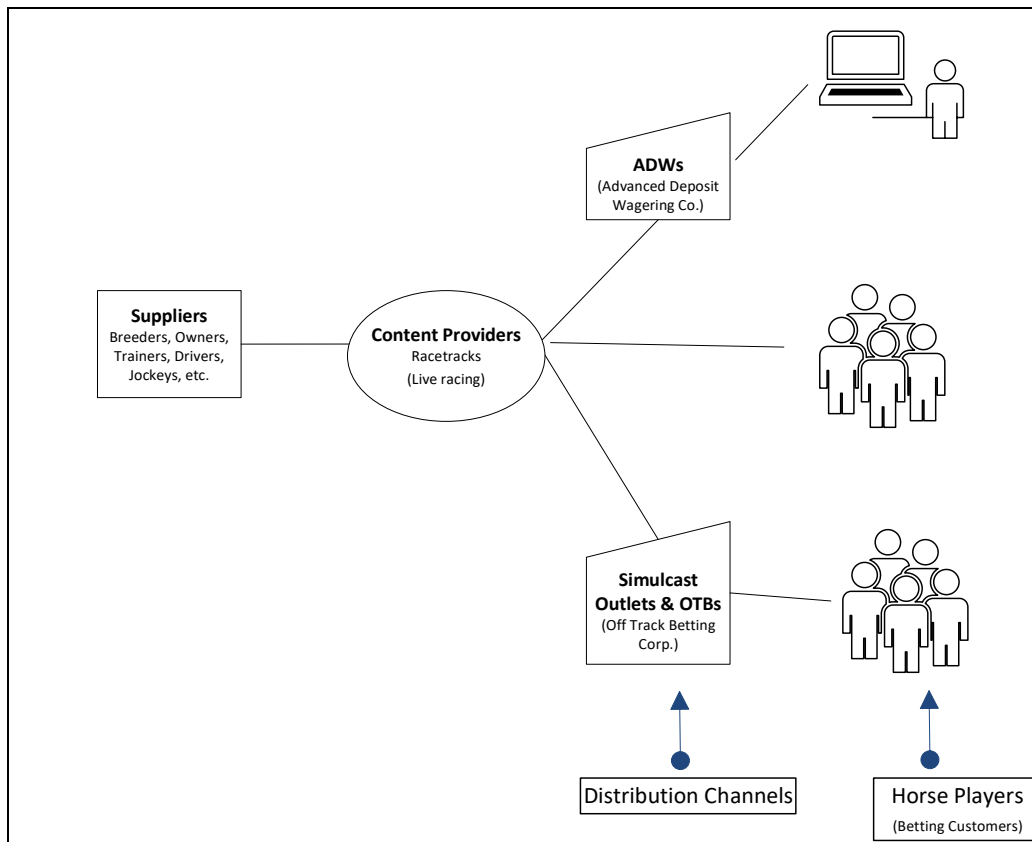 ADWs
(Advanced Deposit
Wagering Co.)
Suppliers
Breeders, Owners,
Trainers, Drivers,
Jockeys, etc.
Content Providers
Racetracks
(Live racing)
Simulcast
Outlets & OTBs
(Off Track Betting
Corp.)
Distribution Channels
Horse Players
(Betting Customers)